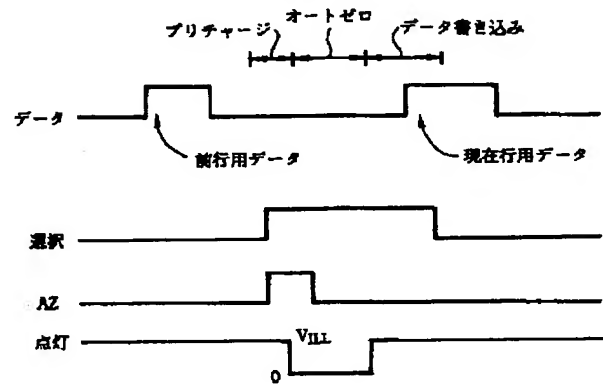 プリチャージ オートゼロ データ書き込み
データ
前行用データ 現在行用データ
選択
AZ
点灯 VILL
0